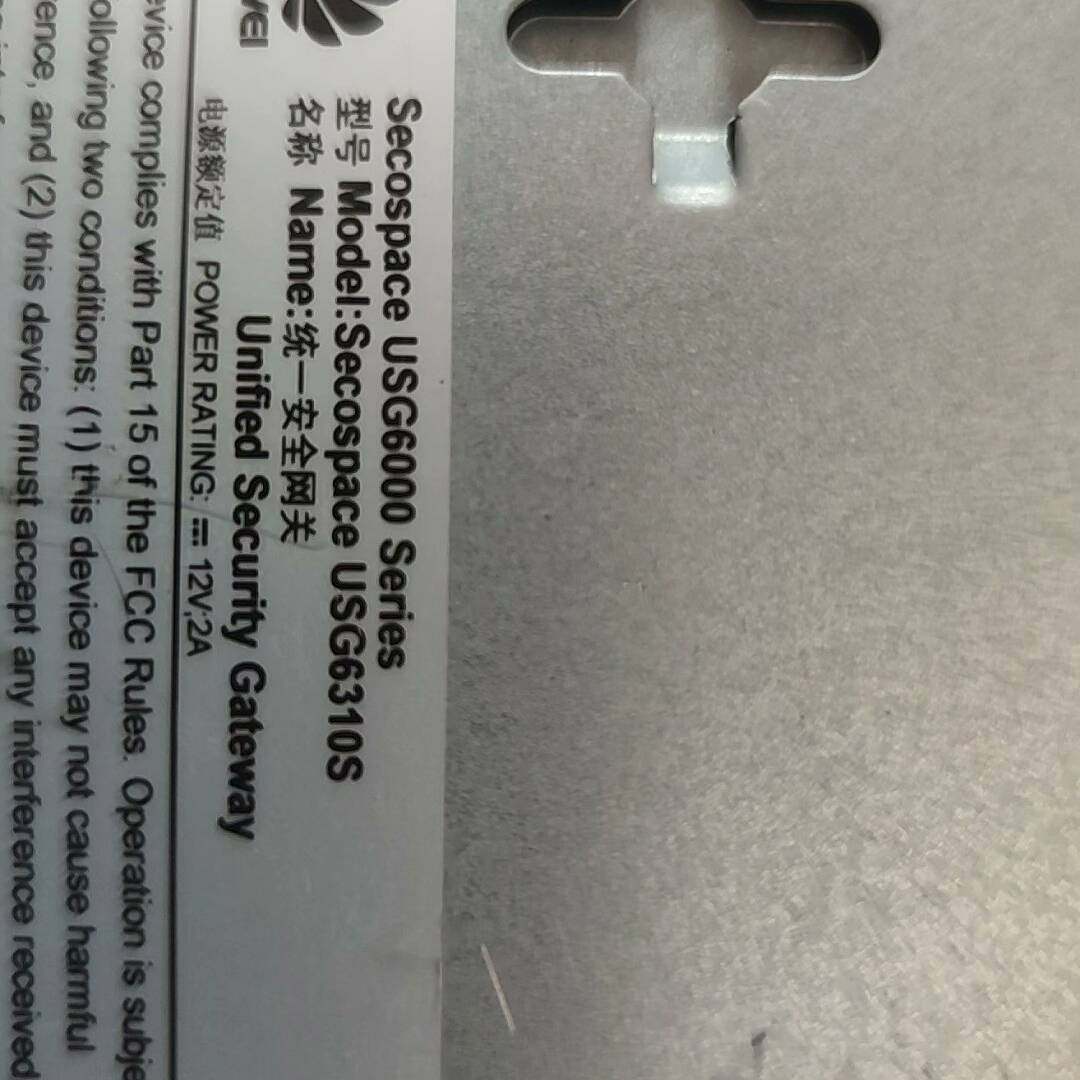 Secospace USG6000 Series
型号 Model:Secospace USG6310S
名称 Name:统一安全网关
Unified Security Gateway
电源额定值 POWER RATING: ⎓ 12V;2A
evice complies with Part 15 of the FCC Rules. Operation is subje
ollowing two conditions: (1) this device may not cause harmful
ence, and (2) this device must accept any interference received